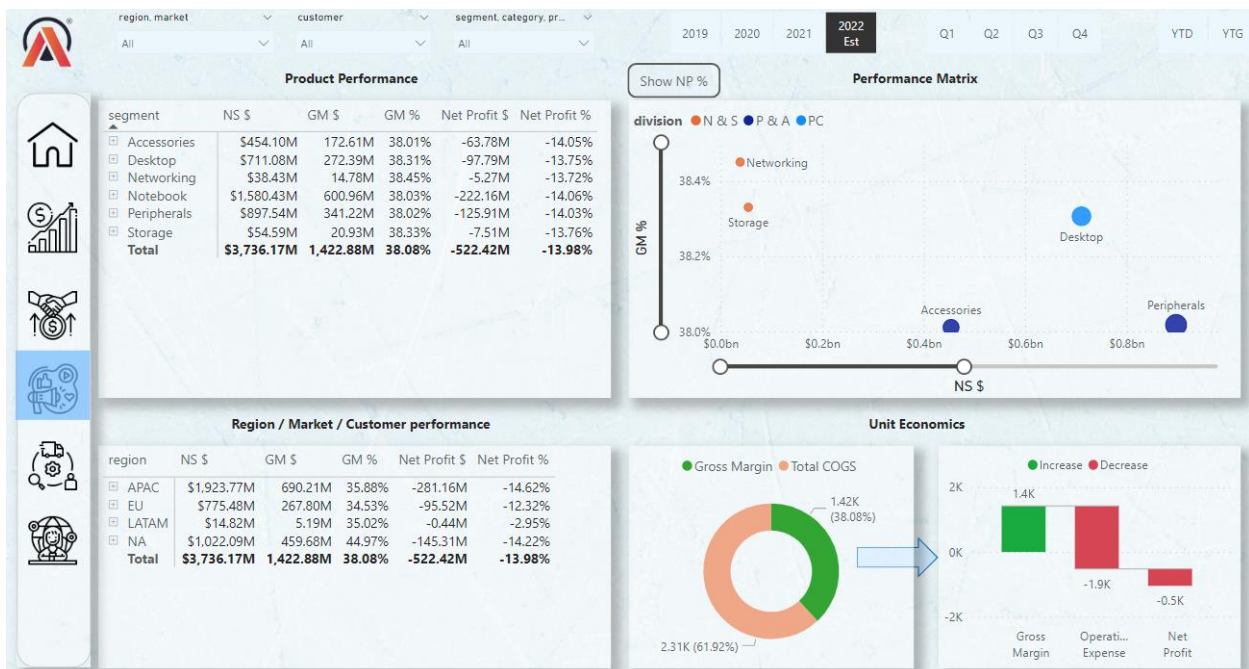 region, market customer segment, category, pr...
All All All
2019 2020 2021 2022 Est Q1 Q2 Q3 Q4 YTD YTG
Product Performance
segment NS $ GM $ GM % Net Profit $ Net Profit %
Accessories $454.10M 172.61M 38.01% -63.78M -14.05%
Desktop $711.08M 272.39M 38.31% -97.79M -13.75%
Networking $38.43M 14.78M 38.45% -5.27M -13.72%
Notebook $1,580.43M 600.96M 38.03% -222.16M -14.06%
Peripherals $897.54M 341.22M 38.02% -125.91M -14.03%
Storage $54.59M 20.93M 38.33% -7.51M -13.76%
Total $3,736.17M 1,422.88M 38.08% -522.42M -13.98%
Show NP %
Performance Matrix
division N & S P & A PC
GM %
38.4%
38.2%
38.0%
Networking
Storage
Desktop
Accessories
Peripherals
$0.0bn $0.2bn $0.4bn $0.6bn $0.8bn
NS $
Region / Market / Customer performance
region NS $ GM $ GM % Net Profit $ Net Profit %
APAC $1,923.77M 690.21M 35.88% -281.16M -14.62%
EU $775.48M 267.80M 34.53% -95.52M -12.32%
LATAM $14.82M 5.19M 35.02% -0.44M -2.95%
NA $1,022.09M 459.68M 44.97% -145.31M -14.22%
Total $3,736.17M 1,422.88M 38.08% -522.42M -13.98%
Unit Economics
Gross Margin Total COGS
1.42K
(38.08%)
2.31K (61.92%)
Increase Decrease
2K
0K
-2K
1.4K
-1.9K
-0.5K
Gross
Margin
Operati...
Expense
Net
Profit